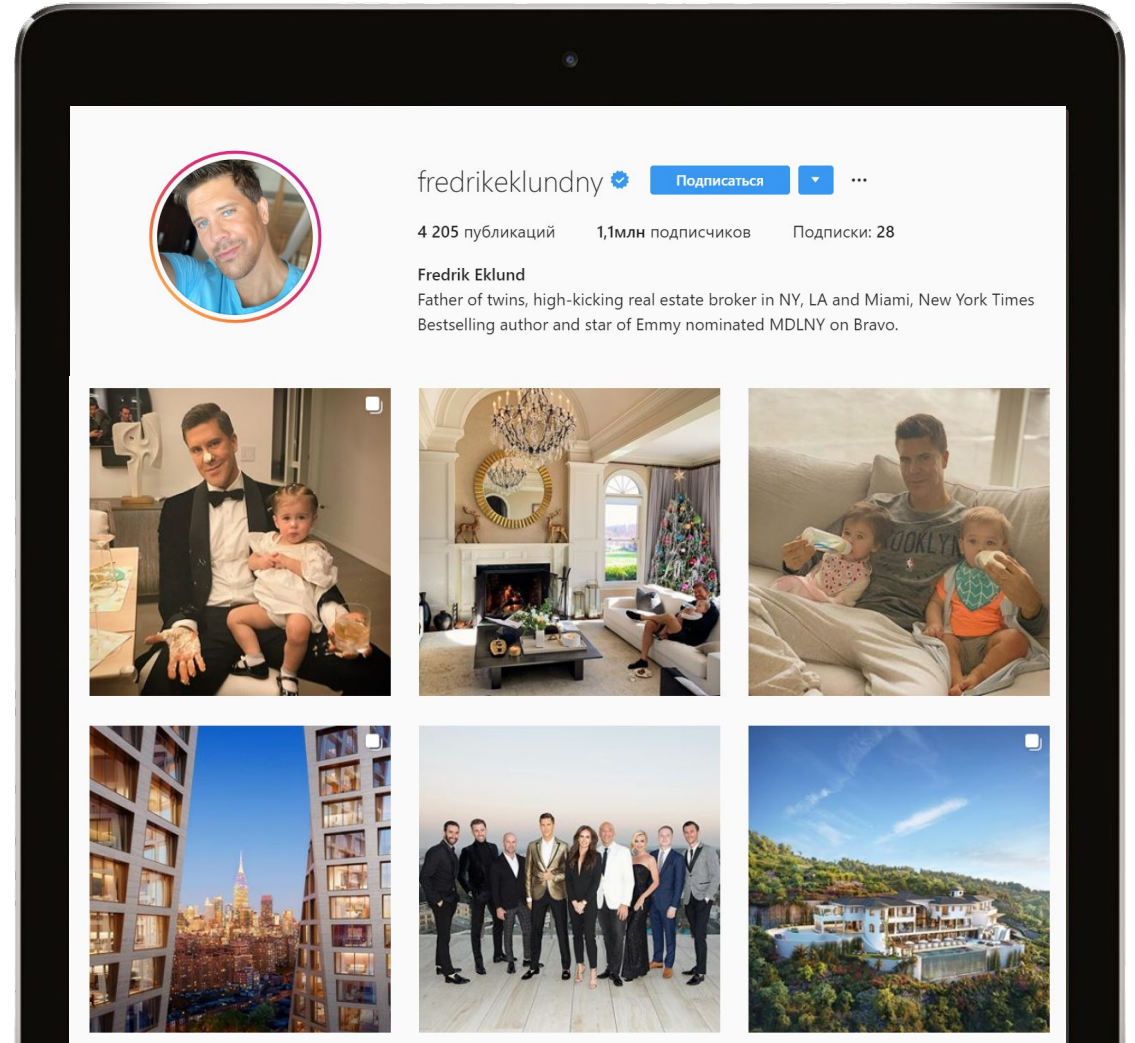 fredrikeklundny Подписаться
4 205 публикаций 1,1млн подписчиков Подписки: 28
Fredrik Eklund
Father of twins, high-kicking real estate broker in NY, LA and Miami, New York Times
Bestselling author and star of Emmy nominated MDLNY on Bravo.
OOKLYN